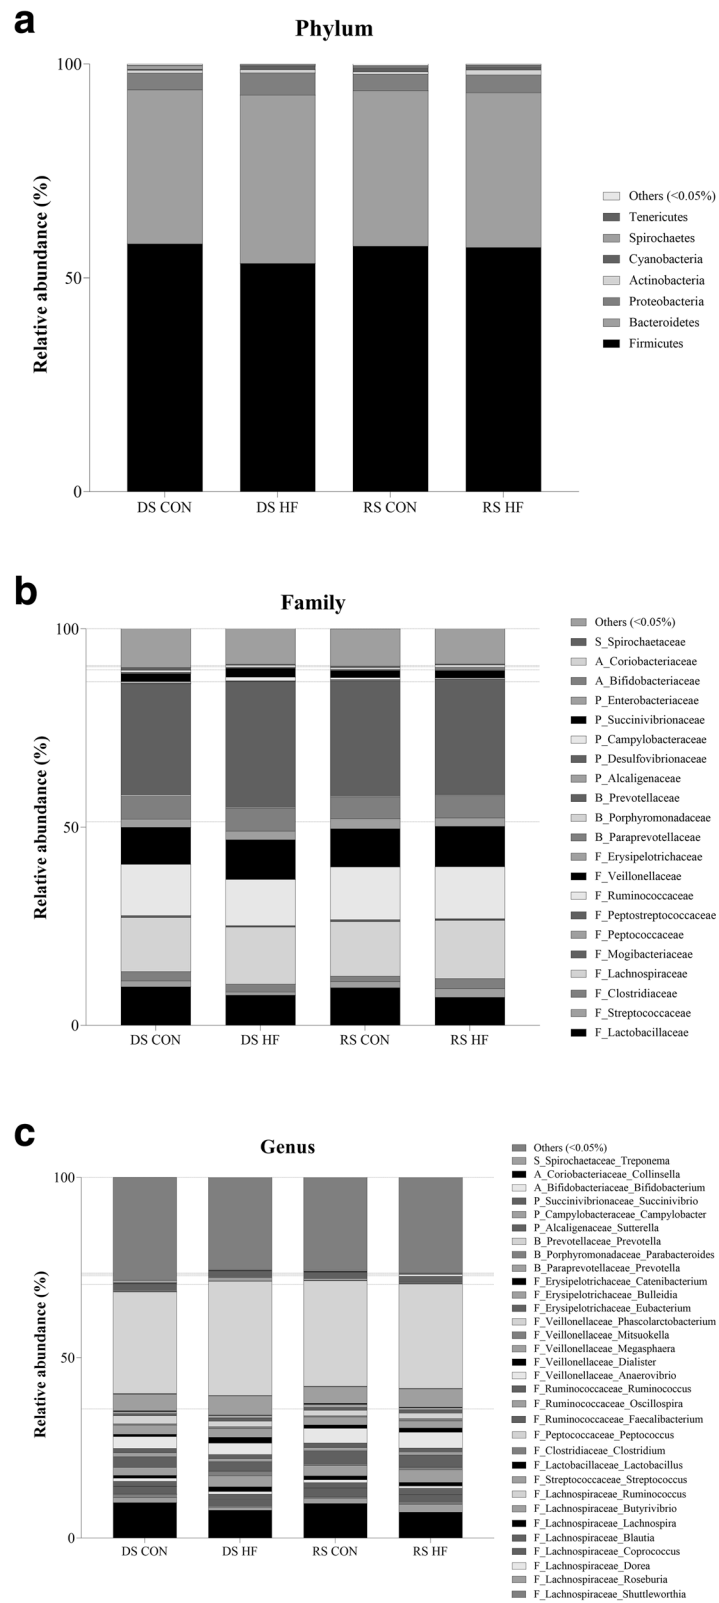 a
Phylum
100
50
0
Relative abundance (%)
DS CON
DS HF
RS CON
RS HF
Others (<0.05%)
Tenericutes
Spirochaetes
Cyanobacteria
Actinobacteria
Proteobacteria
Bacteroidetes
Firmicutes
b
Family
100
50
0
Relative abundance (%)
DS CON
DS HF
RS CON
RS HF
Others (<0.05%)
S_Spirochaetaceae
A_Coriobacteriaceae
A_Bifidobacteriaceae
P_Enterobacteriaceae
P_Succinivibrionaceae
P_Campylobacteraceae
P_Desulfovibrionaceae
P_Alcaligenaceae
B_Prevotellaceae
B_Porphyromonadaceae
B_Paraprevotellaceae
F_Erysipelotrichaceae
F_Veillonellaceae
F_Ruminococcaceae
F_Peptostreptococcaceae
F_Peptococcaceae
F_Mogibacteriaceae
F_Lachnospiraceae
F_Clostridiaceae
F_Streptococcaceae
F_Lactobacillaceae
c
Genus
100
50
0
Relative abundance (%)
DS CON
DS HF
RS CON
RS HF
Others (<0.05%)
S_Spirochaetaceae_Treponema
A_Coriobacteriaceae_Collinsella
A_Bifidobacteriaceae_Bifidobacterium
P_Succinivibrionaceae_Succinivibrio
P_Campylobacteraceae_Campylobacter
P_Alcaligenaceae_Sutterella
B_Prevotellaceae_Prevotella
B_Porphyromonadaceae_Parabacteroides
B_Paraprevotellaceae_Prevotella
F_Erysipelotrichaceae_Catenibacterium
F_Erysipelotrichaceae_Bulleidia
F_Erysipelotrichaceae_Eubacterium
F_Veillonellaceae_Phascolarctobacterium
F_Veillonellaceae_Mitsuokella
F_Veillonellaceae_Megasphaera
F_Veillonellaceae_Dialister
F_Veillonellaceae_Anaerovibrio
F_Ruminococcaceae_Ruminococcus
F_Ruminococcaceae_Oscillospira
F_Ruminococcaceae_Faecalibacterium
F_Peptococcaceae_Peptococcus
F_Clostridiaceae_Clostridium
F_Lactobacillaceae_Lactobacillus
F_Streptococcaceae_Streptococcus
F_Lachnospiraceae_Ruminococcus
F_Lachnospiraceae_Butyrivibrio
F_Lachnospiraceae_Lachnospira
F_Lachnospiraceae_Blautia
F_Lachnospiraceae_Coprococcus
F_Lachnospiraceae_Dorea
F_Lachnospiraceae_Roseburia
F_Lachnospiraceae_Shuttleworthia